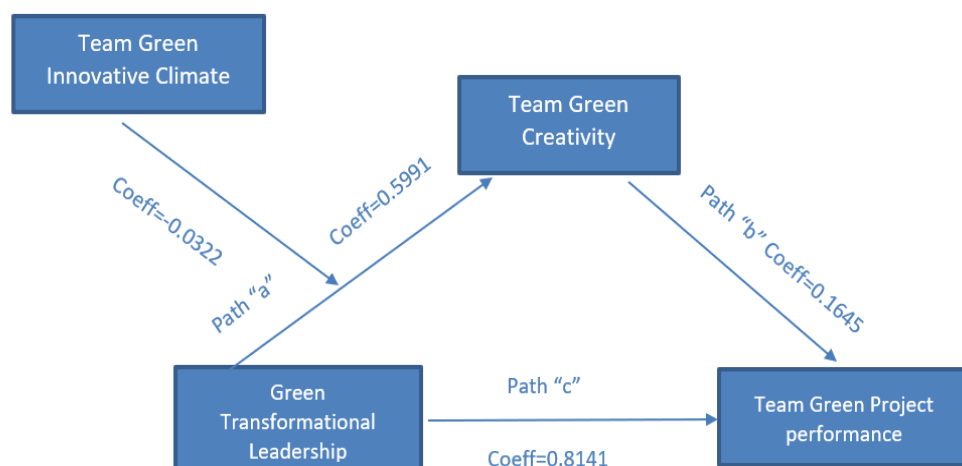 Team Green
Innovative Climate
Team Green
Creativity
Coeff=-0.0322
Coeff=0.5991
Path “a”
Path “b” Coeff=0.1645
Green
Transformational
Leadership
Path “c”
Coeff=0.8141
Team Green Project
performance